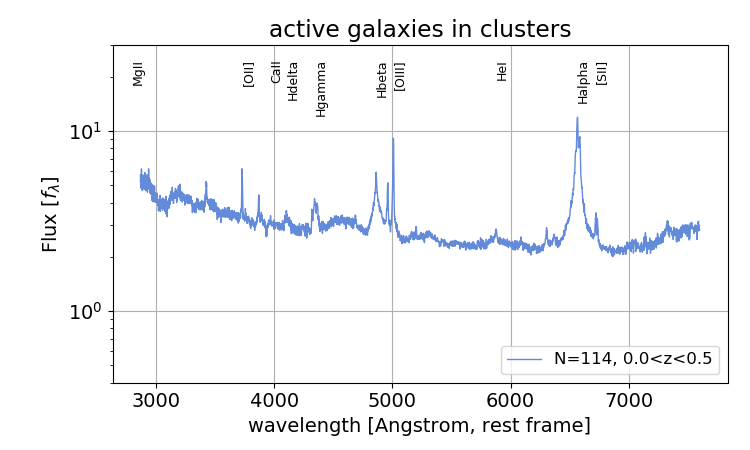 active galaxies in clusters
MgII
[OII]
CaII
Hdelta
Hgamma
Hbeta
[OIII]
HeI
Halpha
[SII]
Flux [f_λ]
10¹
10⁰
N=114, 0.0<z<0.5
3000 4000 5000 6000 7000
wavelength [Angstrom, rest frame]